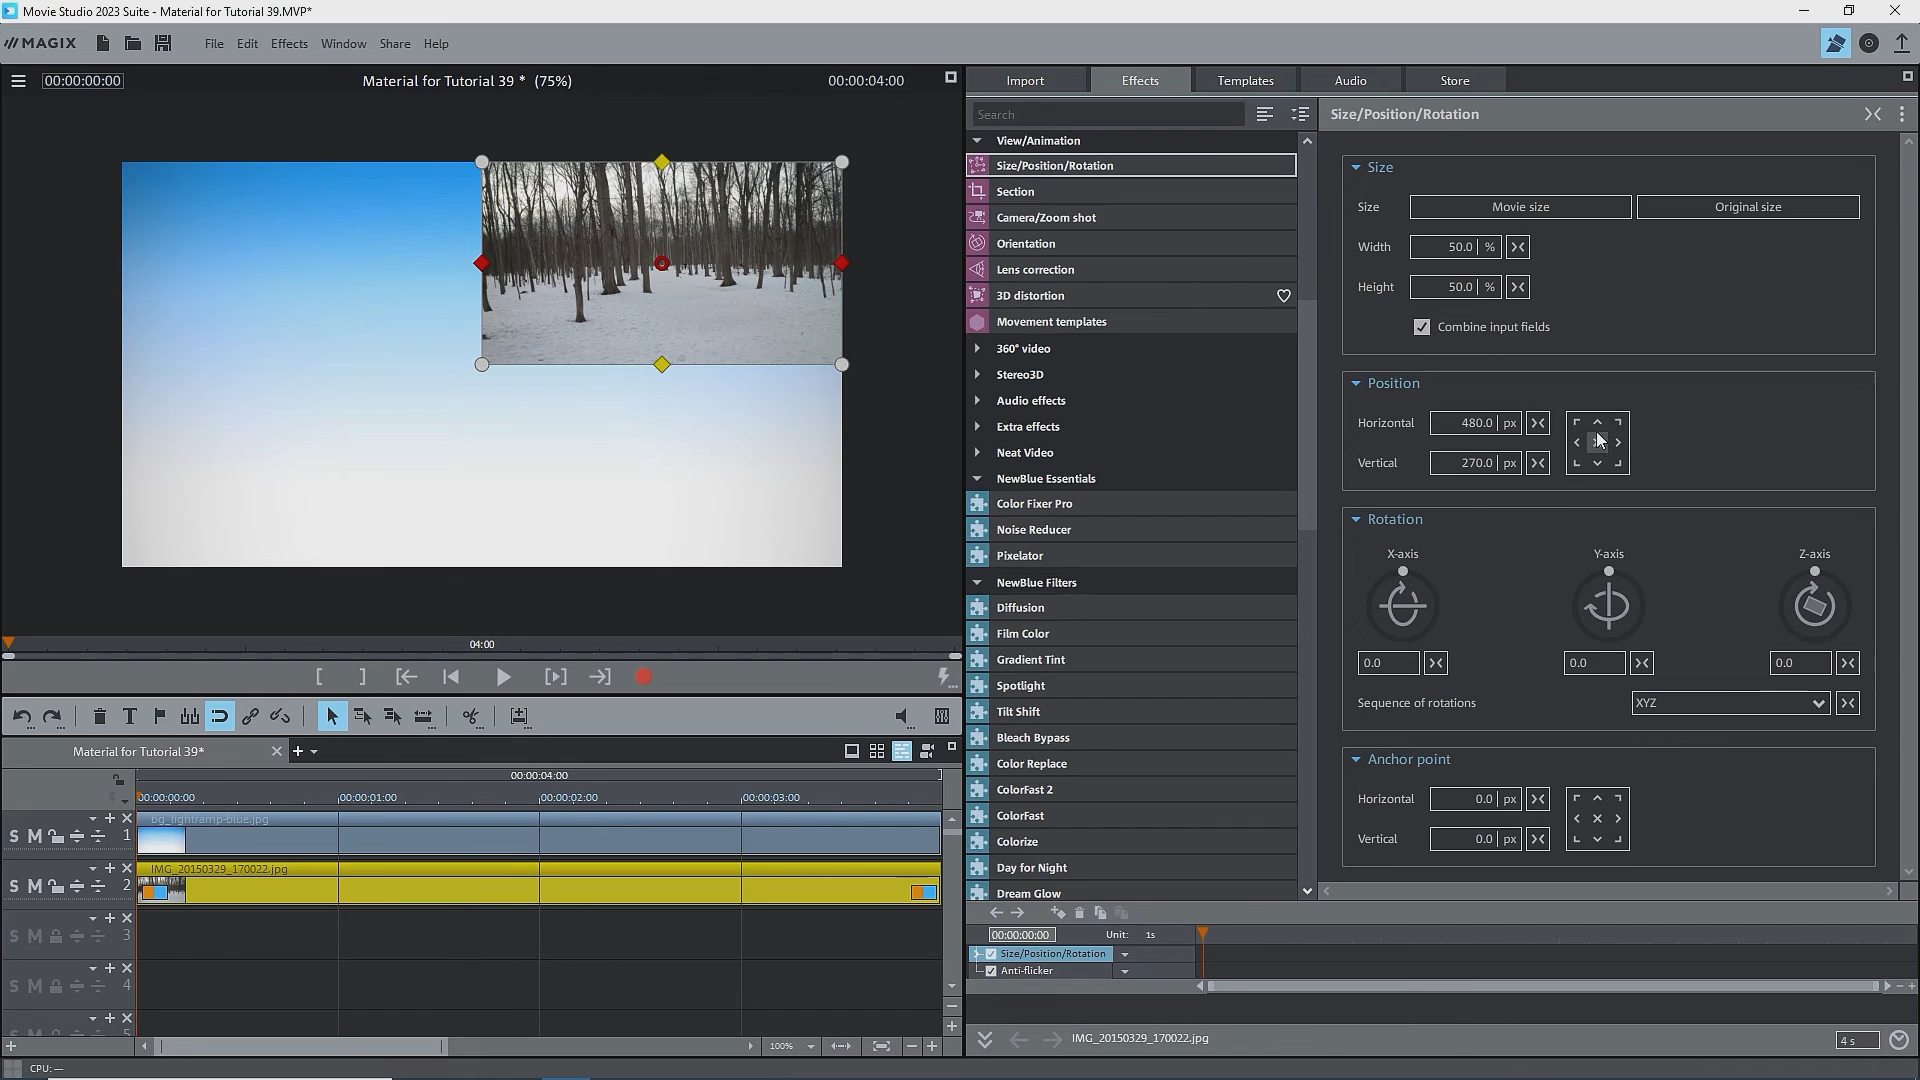 Movie Studio 2023 Suite - Material for Tutorial 39.MVP*
MAGIX File Edit Effects Window Share Help
00:00:00:00 Material for Tutorial 39 * (75%) 00:00:04:00
04:00
Material for Tutorial 39*
00:00:04:00
00:00:00:00 00:00:01:00 00:00:02:00 00:00:03:00
bg_lightramp-blue.jpg
S M 1
IMG_20150329_170022.jpg
S M 2
S M 3
S M 4
S M 5
100%
CPU: —
Import Effects Templates Audio Store
Search
View/Animation
Size/Position/Rotation
Section
Camera/Zoom shot
Orientation
Lens correction
3D distortion
Movement templates
360° video
Stereo3D
Audio effects
Extra effects
Neat Video
NewBlue Essentials
Color Fixer Pro
Noise Reducer
Pixelator
NewBlue Filters
Diffusion
Film Color
Gradient Tint
Spotlight
Tilt Shift
Bleach Bypass
Color Replace
ColorFast 2
ColorFast
Colorize
Day for Night
Dream Glow
Size/Position/Rotation
Size
Size Movie size Original size
Width 50.0 %
Height 50.0 %
Combine input fields
Position
Horizontal 480.0 px
Vertical 270.0 px
Rotation
X-axis Y-axis Z-axis
0.0 0.0 0.0
Sequence of rotations XYZ
Anchor point
Horizontal 0.0 px
Vertical 0.0 px
00:00:00:00 Unit: 1s
Size/Position/Rotation
Anti-flicker
IMG_20150329_170022.jpg 4 s